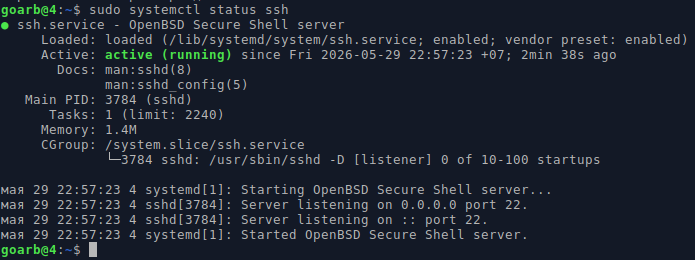 goarb@4:~$ sudo systemctl status ssh
● ssh.service - OpenBSD Secure Shell server
     Loaded: loaded (/lib/systemd/system/ssh.service; enabled; vendor preset: enabled)
     Active: active (running) since Fri 2026-05-29 22:57:23 +07; 2min 38s ago
       Docs: man:sshd(8)
             man:sshd_config(5)
   Main PID: 3784 (sshd)
      Tasks: 1 (limit: 2240)
     Memory: 1.4M
     CGroup: /system.slice/ssh.service
             └─3784 sshd: /usr/sbin/sshd -D [listener] 0 of 10-100 startups

мая 29 22:57:23 4 systemd[1]: Starting OpenBSD Secure Shell server...
мая 29 22:57:23 4 sshd[3784]: Server listening on 0.0.0.0 port 22.
мая 29 22:57:23 4 sshd[3784]: Server listening on :: port 22.
мая 29 22:57:23 4 systemd[1]: Started OpenBSD Secure Shell server.
goarb@4:~$